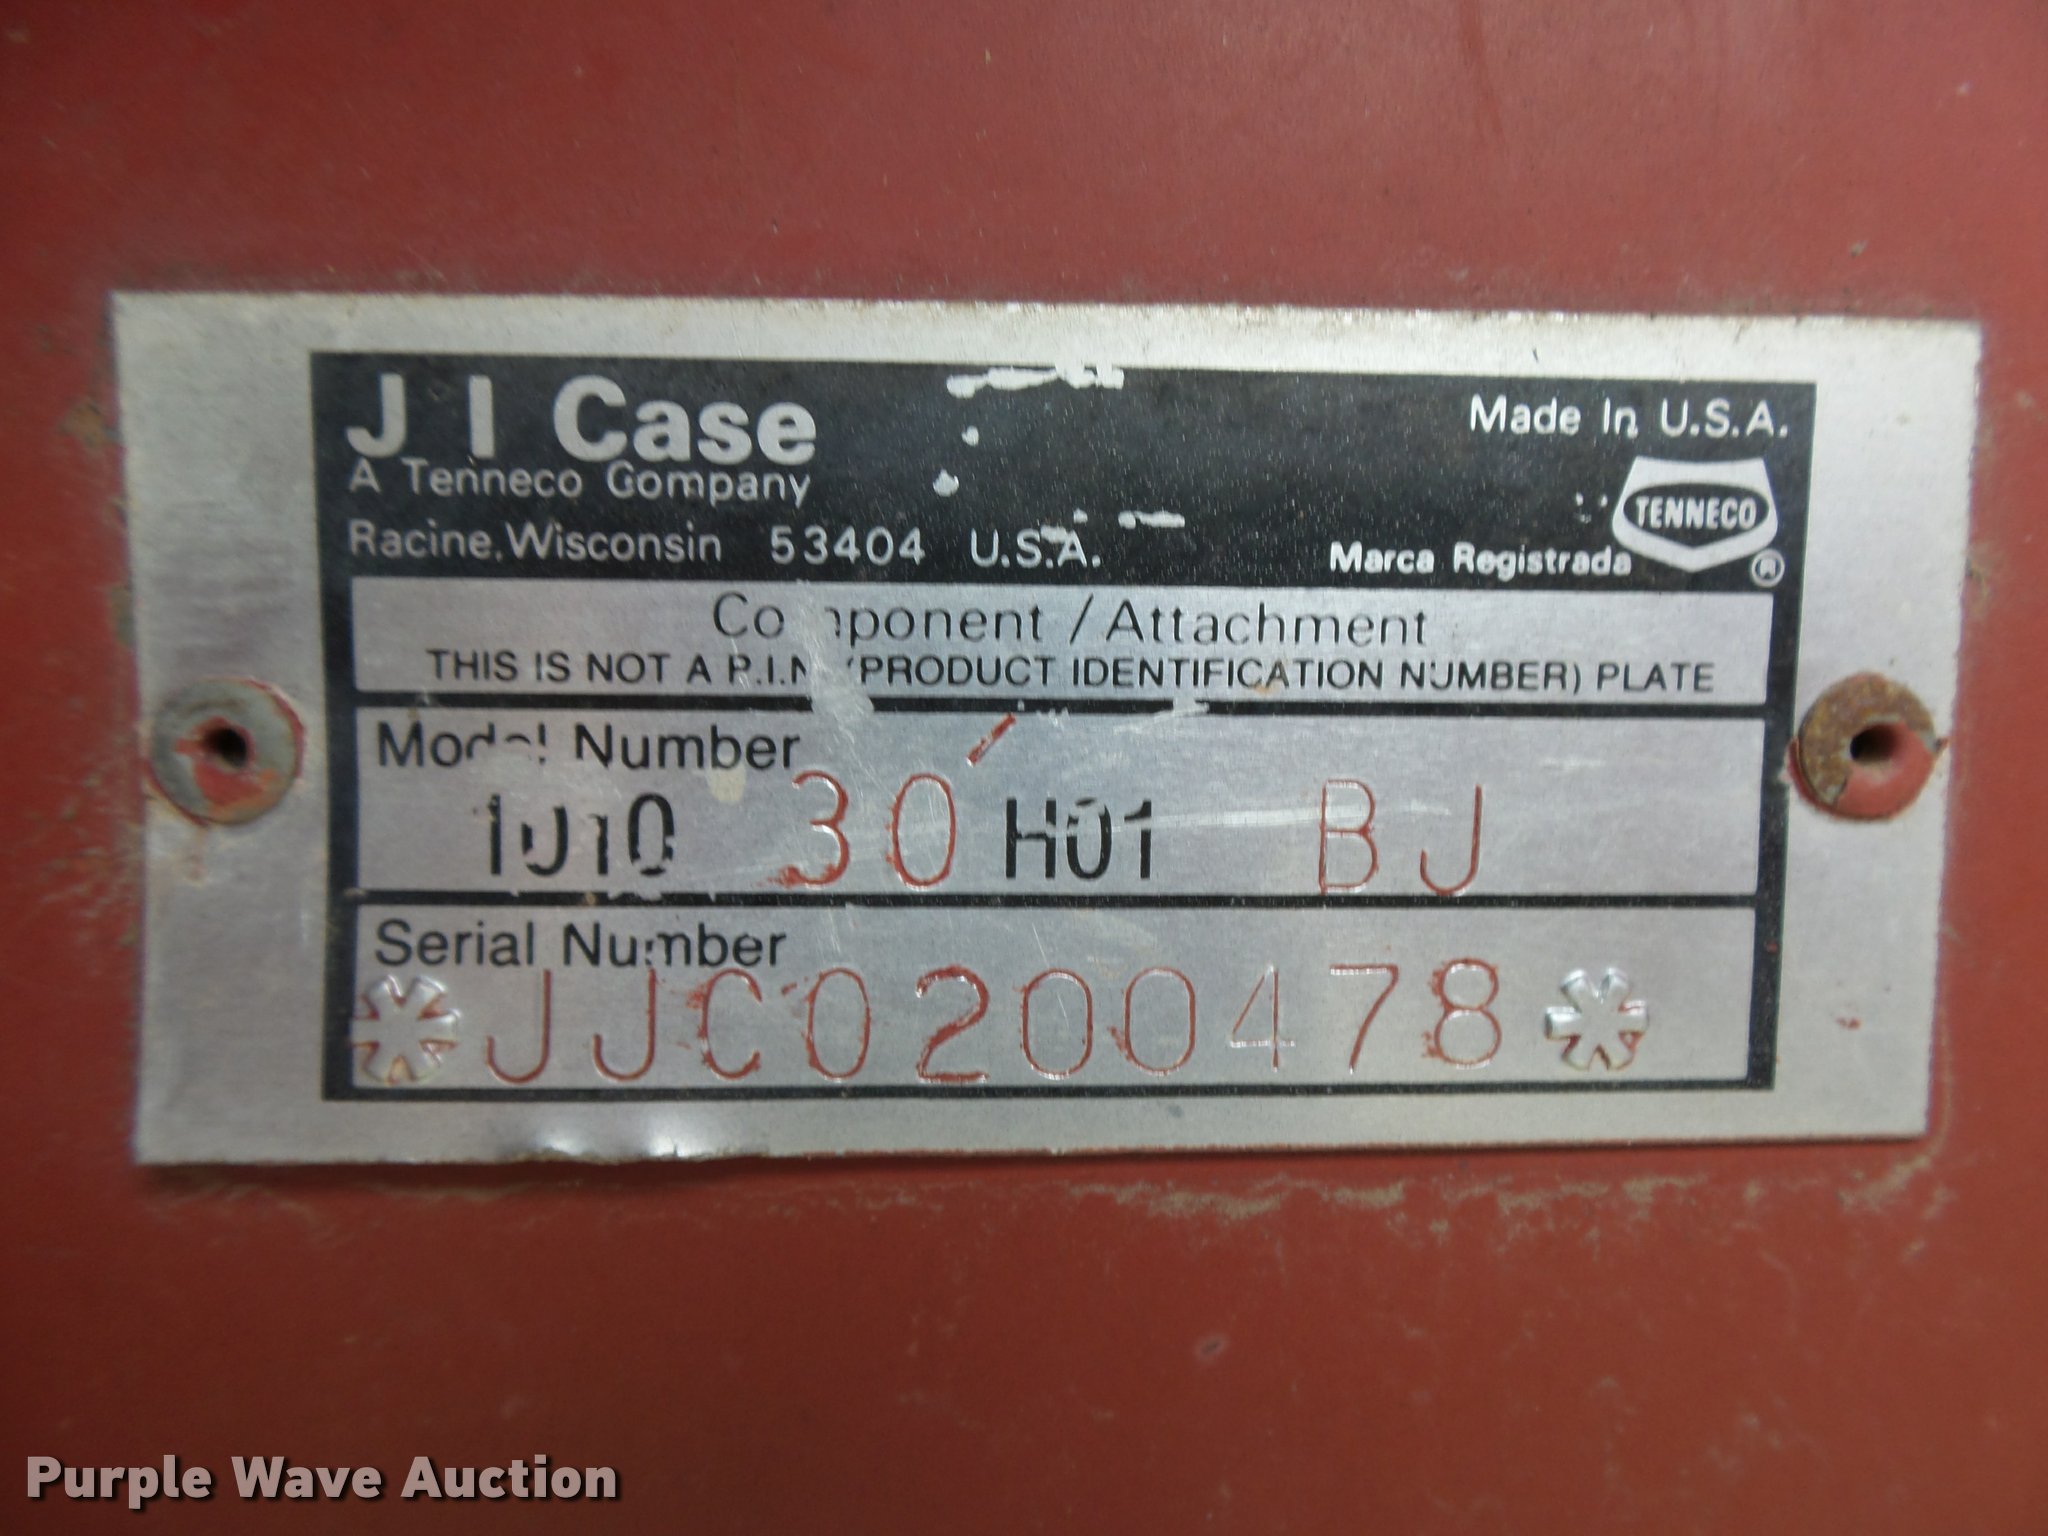 J I Case
Made In U.S.A.
A Tenneco Company
TENNECO
Racine, Wisconsin 53404 U.S.A.
Marca Registrada ®
Component / Attachment
THIS IS NOT A P.I.N. (PRODUCT IDENTIFICATION NUMBER) PLATE
Model Number
1010 30' H01 BJ
Serial Number
*JJC0200478*
Purple Wave Auction